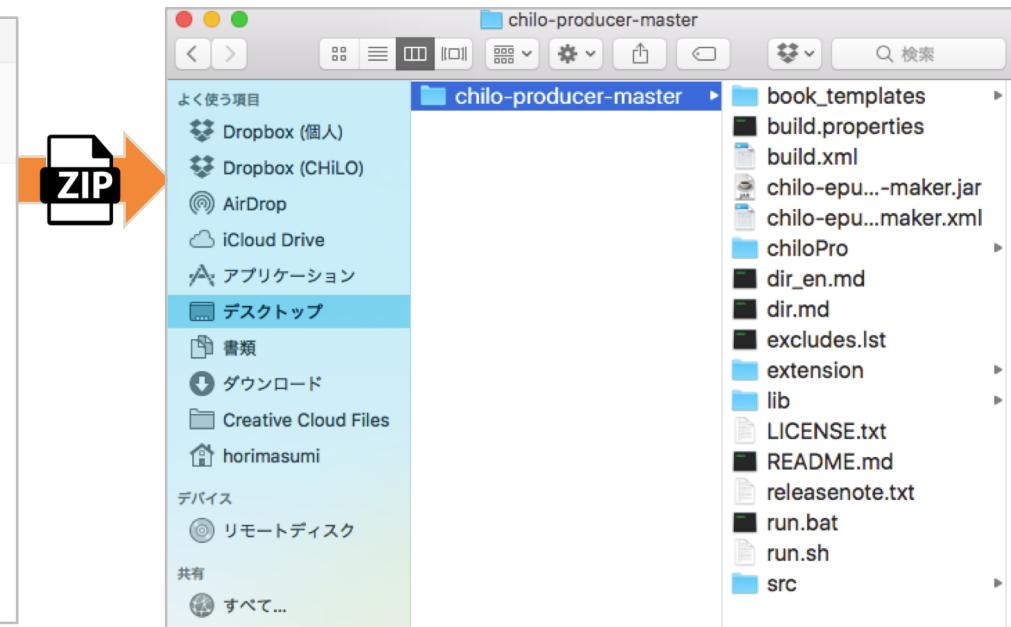 ZIP
chilo-producer-master
検索
よく使う項目
Dropbox (個人)
Dropbox (CHiLO)
AirDrop
iCloud Drive
アプリケーション
デスクトップ
書類
ダウンロード
Creative Cloud Files
horimasumi
デバイス
リモートディスク
共有
すべて...
chilo-producer-master
book_templates
build.properties
build.xml
chilo-epu...-maker.jar
chilo-epu...maker.xml
chiloPro
dir_en.md
dir.md
excludes.lst
extension
lib
LICENSE.txt
README.md
releasenote.txt
run.bat
run.sh
src